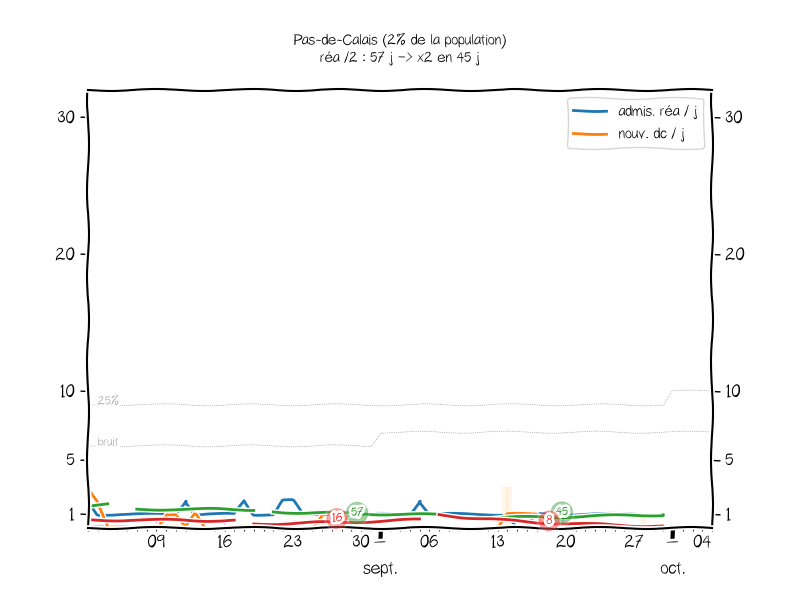 Pas-de-Calais (2% de la population)
réa /2 : 57 j -> x2 en 45 j
admis. réa / j
nouv. dc / j
30 30
20 20
10 10
25%
bruit
5 5
1 1
16 57 8 45
09 16 23 30 06 13 20 27 04
sept. oct.